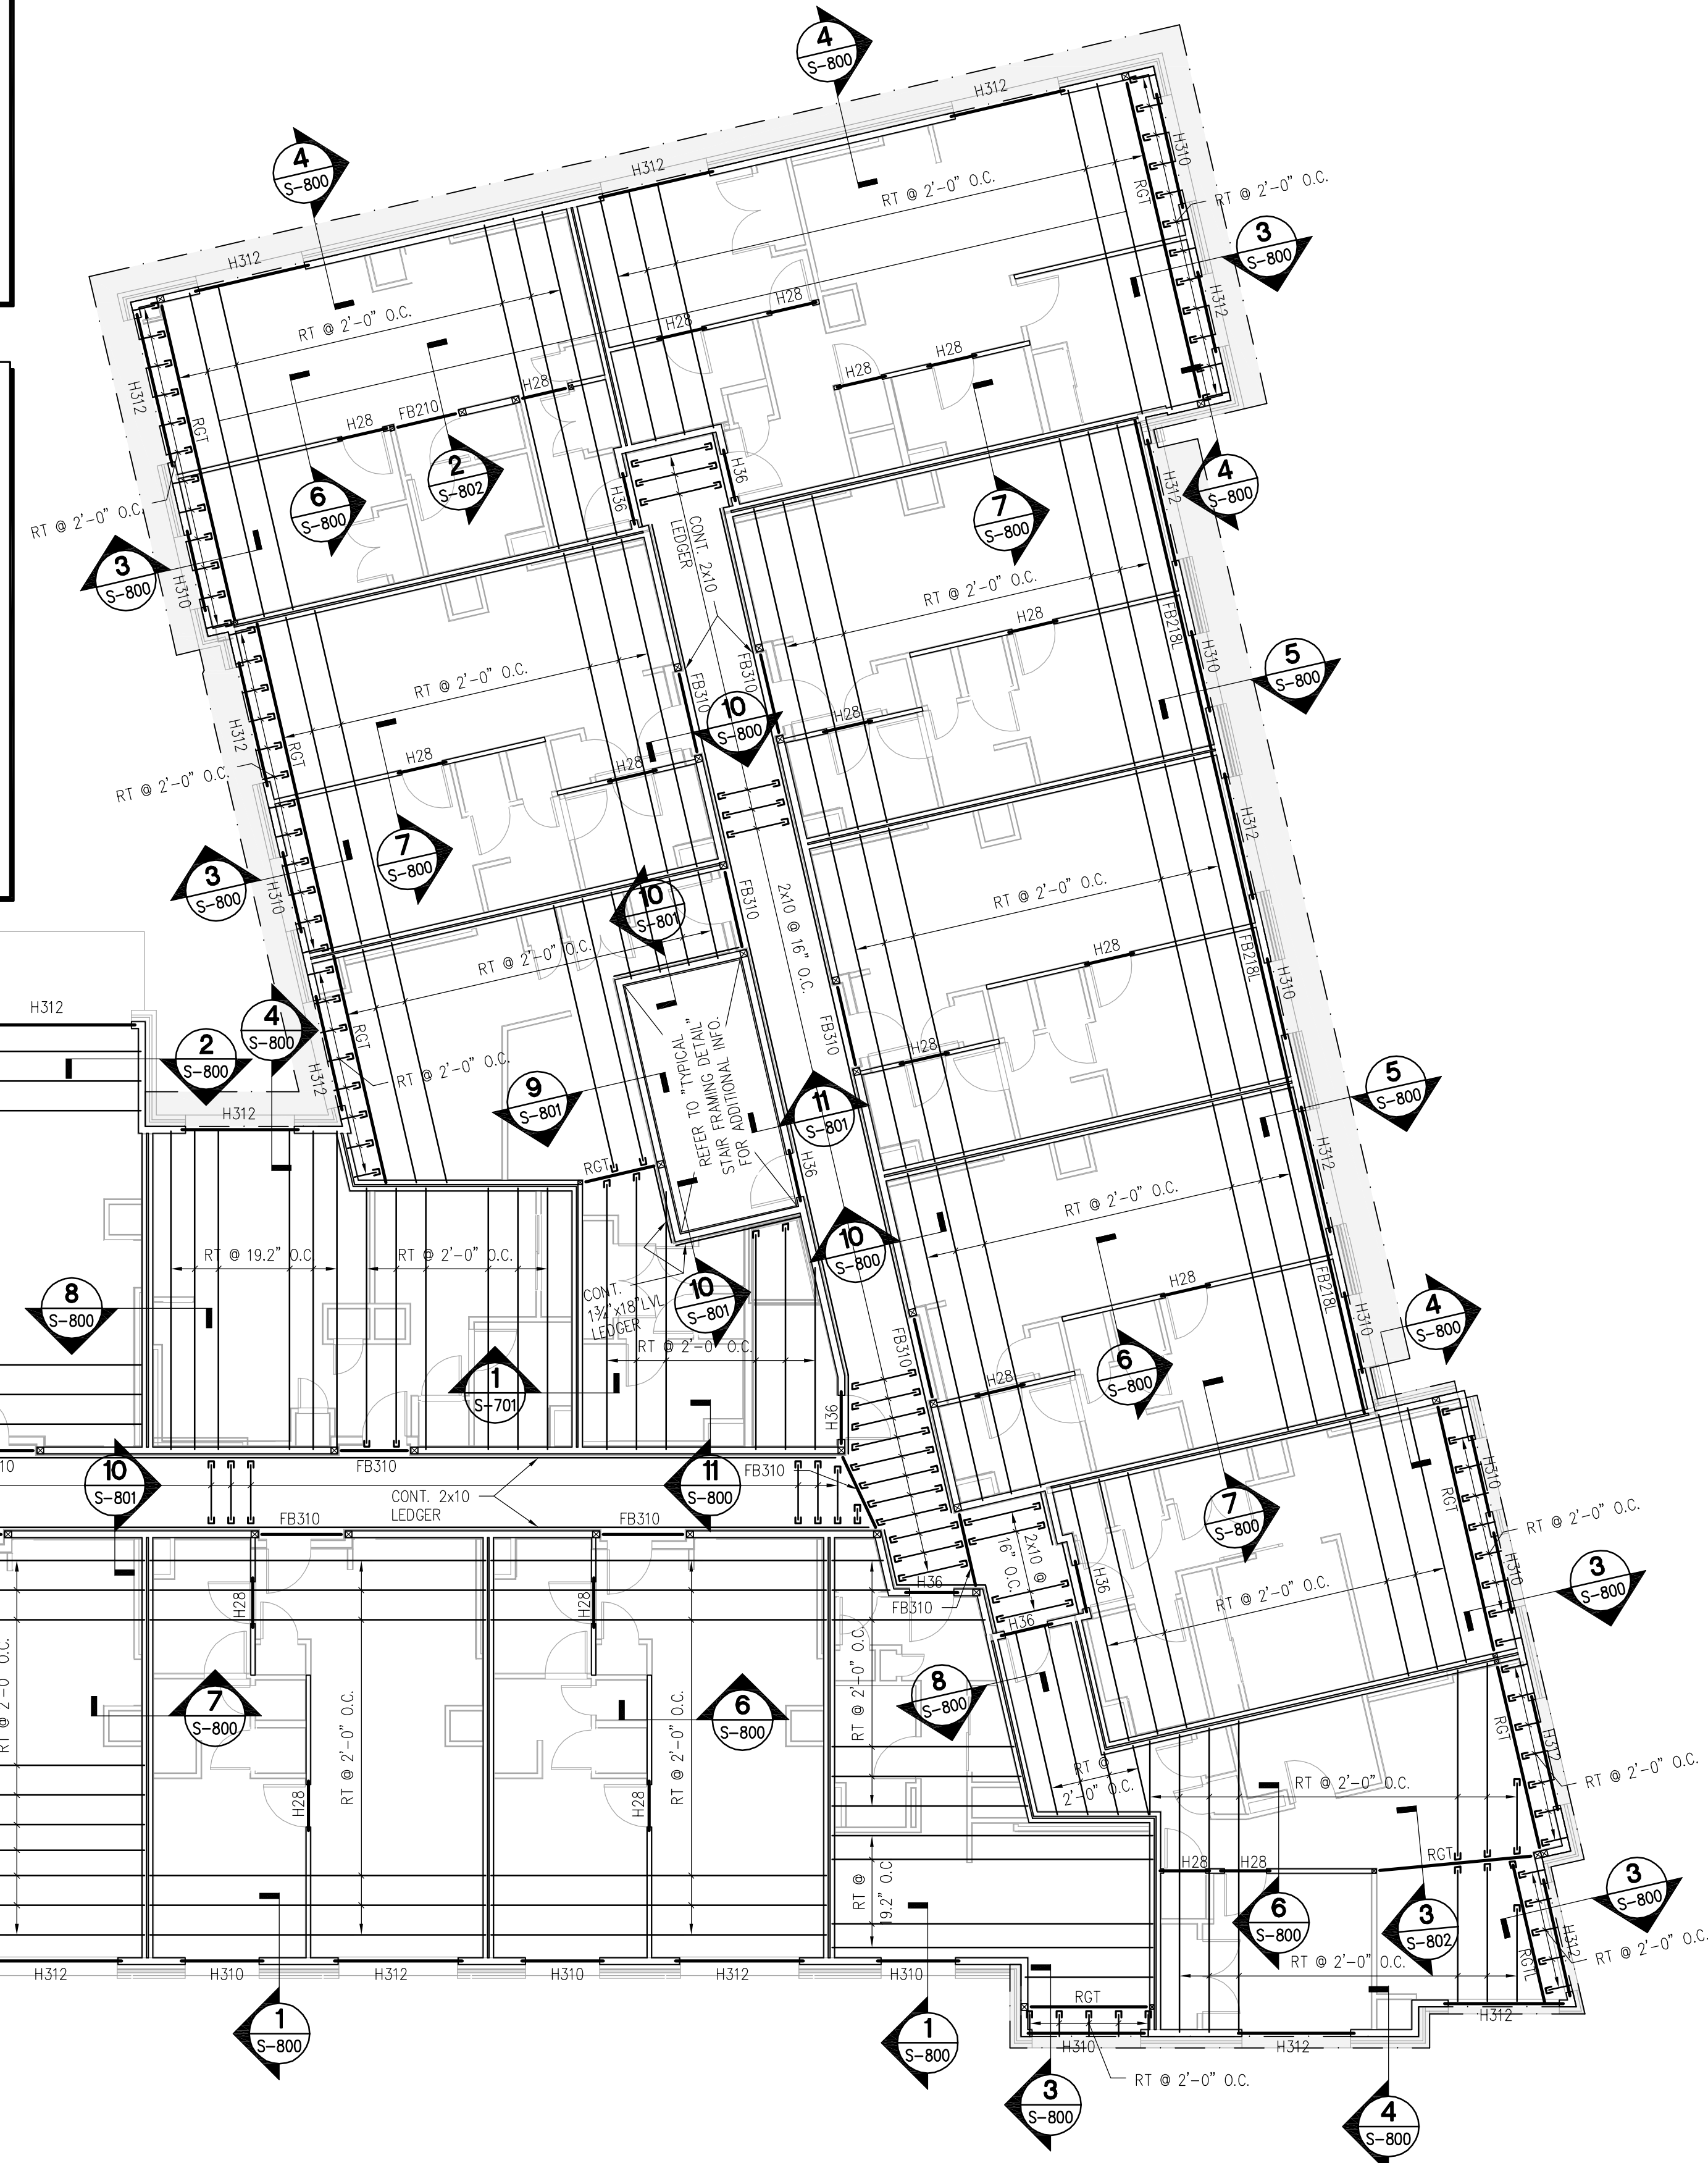 4
S-800
H312
4
S-800
H312
H310
RT @ 2'-0" O.C.
RT @ 2'-0" O.C.
RGT
3
S-800
H312
H312
RT @ 2'-0" O.C.
H28
H28
H312
H28
H28
H312
RGT
H28
FB210
H28
2
S-802
6
S-800
H36
H36
4
S-800
H312
7
S-800
RT @ 2'-0" O.C.
3
S-800
H310
CONT. 2x10
LEDGER
RT @ 2'-0" O.C.
FB218L
H310
H28
5
S-800
RT @ 2'-0" O.C.
FB310
FB310
10
S-800
H28
H312
RGT
H28
H28
RT @ 2'-0" O.C.
7
S-800
H312
3
S-800
H310
10
S-801
FB310
2x10 @ 16" O.C.
RT @ 2'-0" O.C.
H28
FB218L
H310
RT @ 2'-0" O.C.
H312
4
S-800
2
S-800
H312
RGT
RT @ 2'-0" O.C.
H312
9
S-801
REFER TO "TYPICAL
STAIR FRAMING DETAIL"
FOR ADDITIONAL INFO.
FB310
H28
11
S-801
5
S-800
H312
RGT
H36
RT @ 2'-0" O.C.
RT @ 19.2" O.C.
RT @ 2'-0" O.C.
10
S-800
8
S-800
CONT.
1¾"x18"LVL
LEDGER
10
S-801
RT @ 2'-0" O.C.
H28
FB218L
H310
4
S-800
1
S-701
FB310
6
S-800
H28
H36
10
S-801
FB310
11
S-800
FB310
CONT. 2x10
LEDGER
H310
RGT
7
S-800
RT @ 2'-0" O.C.
FB310
FB310
2x10 @
16" O.C.
H36
H310
3
S-800
H28
H28
H36
FB310
H36
RT @ 2'-0" O.C.
RT @ 2'-0" O.C.
RT @ 2'-0" O.C.
RT @ 2'-0" O.C.
RT @ 2'-0" O.C.
7
S-800
6
S-800
8
S-800
RGT
H312
RT @
2'-0" O.C.
RT @ 2'-0" O.C.
RT @ 2'-0" O.C.
H28
H28
RGT
H28
H28
RT @
19.2" O.C.
6
S-800
3
S-802
3
S-800
RT @ 2'-0" O.C.
RGTL
H312
RT @ 2'-0" O.C.
H312
H310
H312
H310
H312
H310
RGT
H312
1
S-800
1
S-800
H310
H312
RT @ 2'-0" O.C.
3
S-800
4
S-800